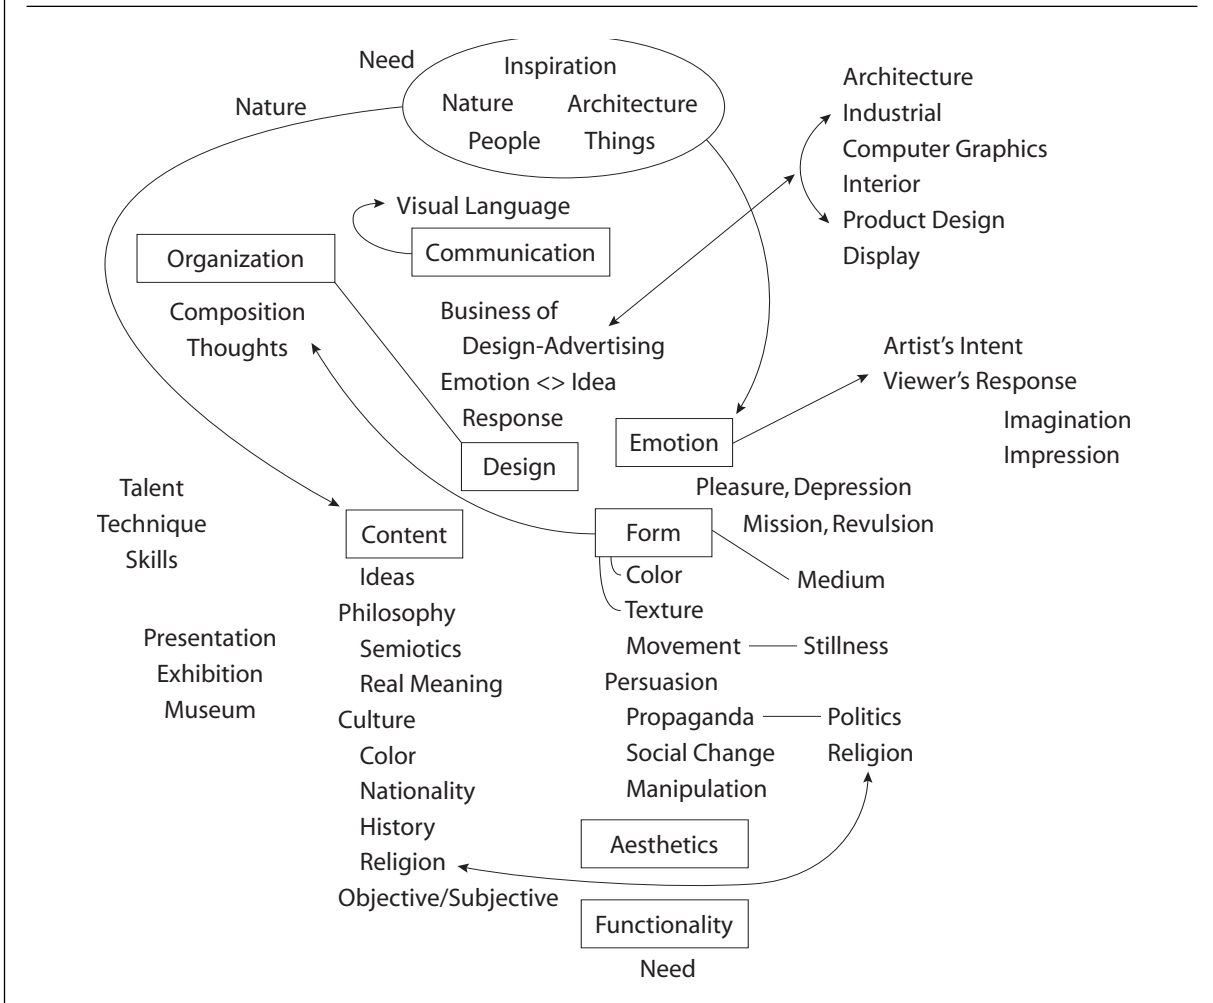 Need
Inspiration
Nature
Nature Architecture
People Things
Architecture
Industrial
Computer Graphics
Interior
Product Design
Display
Visual Language
Communication
Organization
Composition
Thoughts
Business of
Design-Advertising
Emotion <> Idea
Response
Design
Artist's Intent
Viewer's Response
Imagination
Impression
Emotion
Pleasure, Depression
Mission, Revulsion
Talent
Technique
Skills
Presentation
Exhibition
Museum
Content
Ideas
Philosophy
Semiotics
Real Meaning
Culture
Color
Nationality
History
Religion
Objective/Subjective
Form
Color
Texture
Medium
Movement Stillness
Persuasion
Propaganda Politics
Social Change Religion
Manipulation
Aesthetics
Functionality
Need